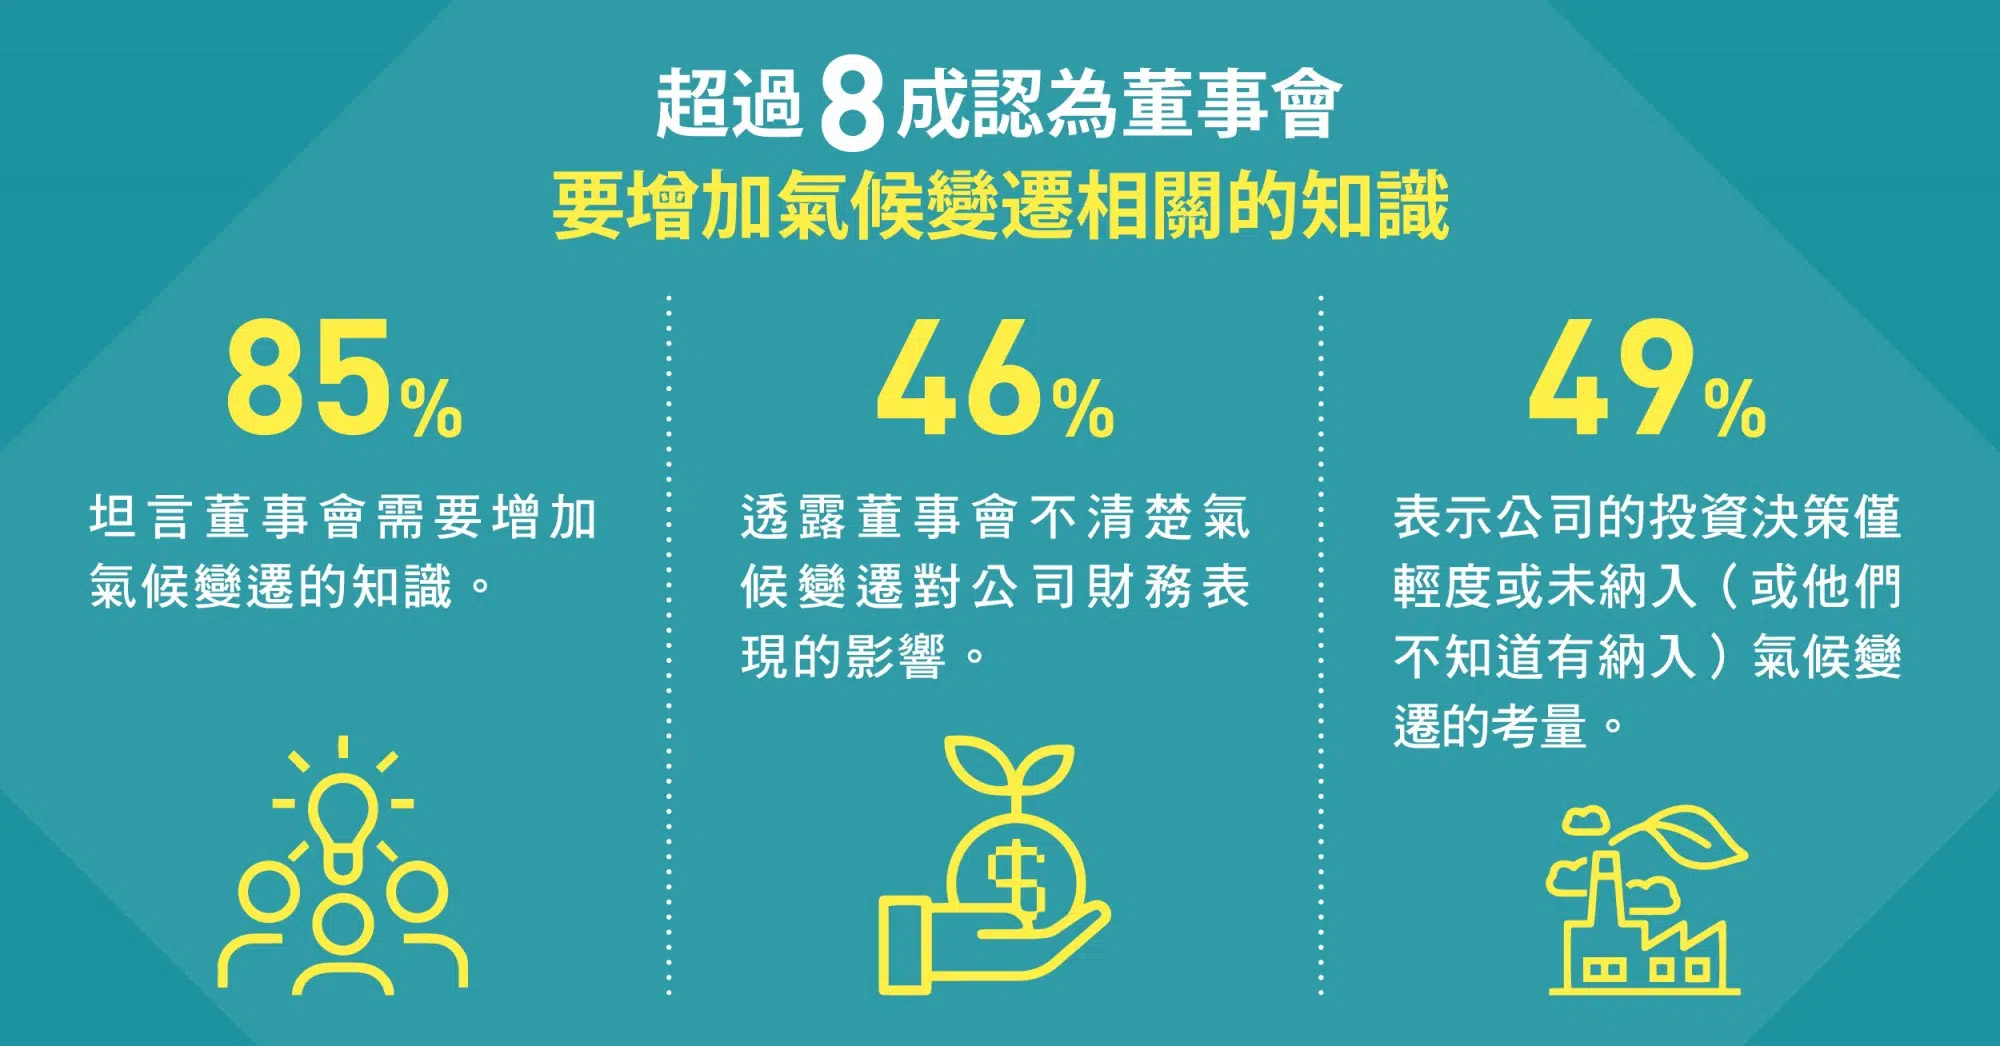 超過8成認為董事會
要增加氣候變遷相關的知識
85%
坦言董事會需要增加
氣候變遷的知識。
46%
透露董事會不清楚氣
候變遷對公司財務表
現的影響。
49%
表示公司的投資決策僅
輕度或未納入（或他們
不知道有納入）氣候變
遷的考量。
$